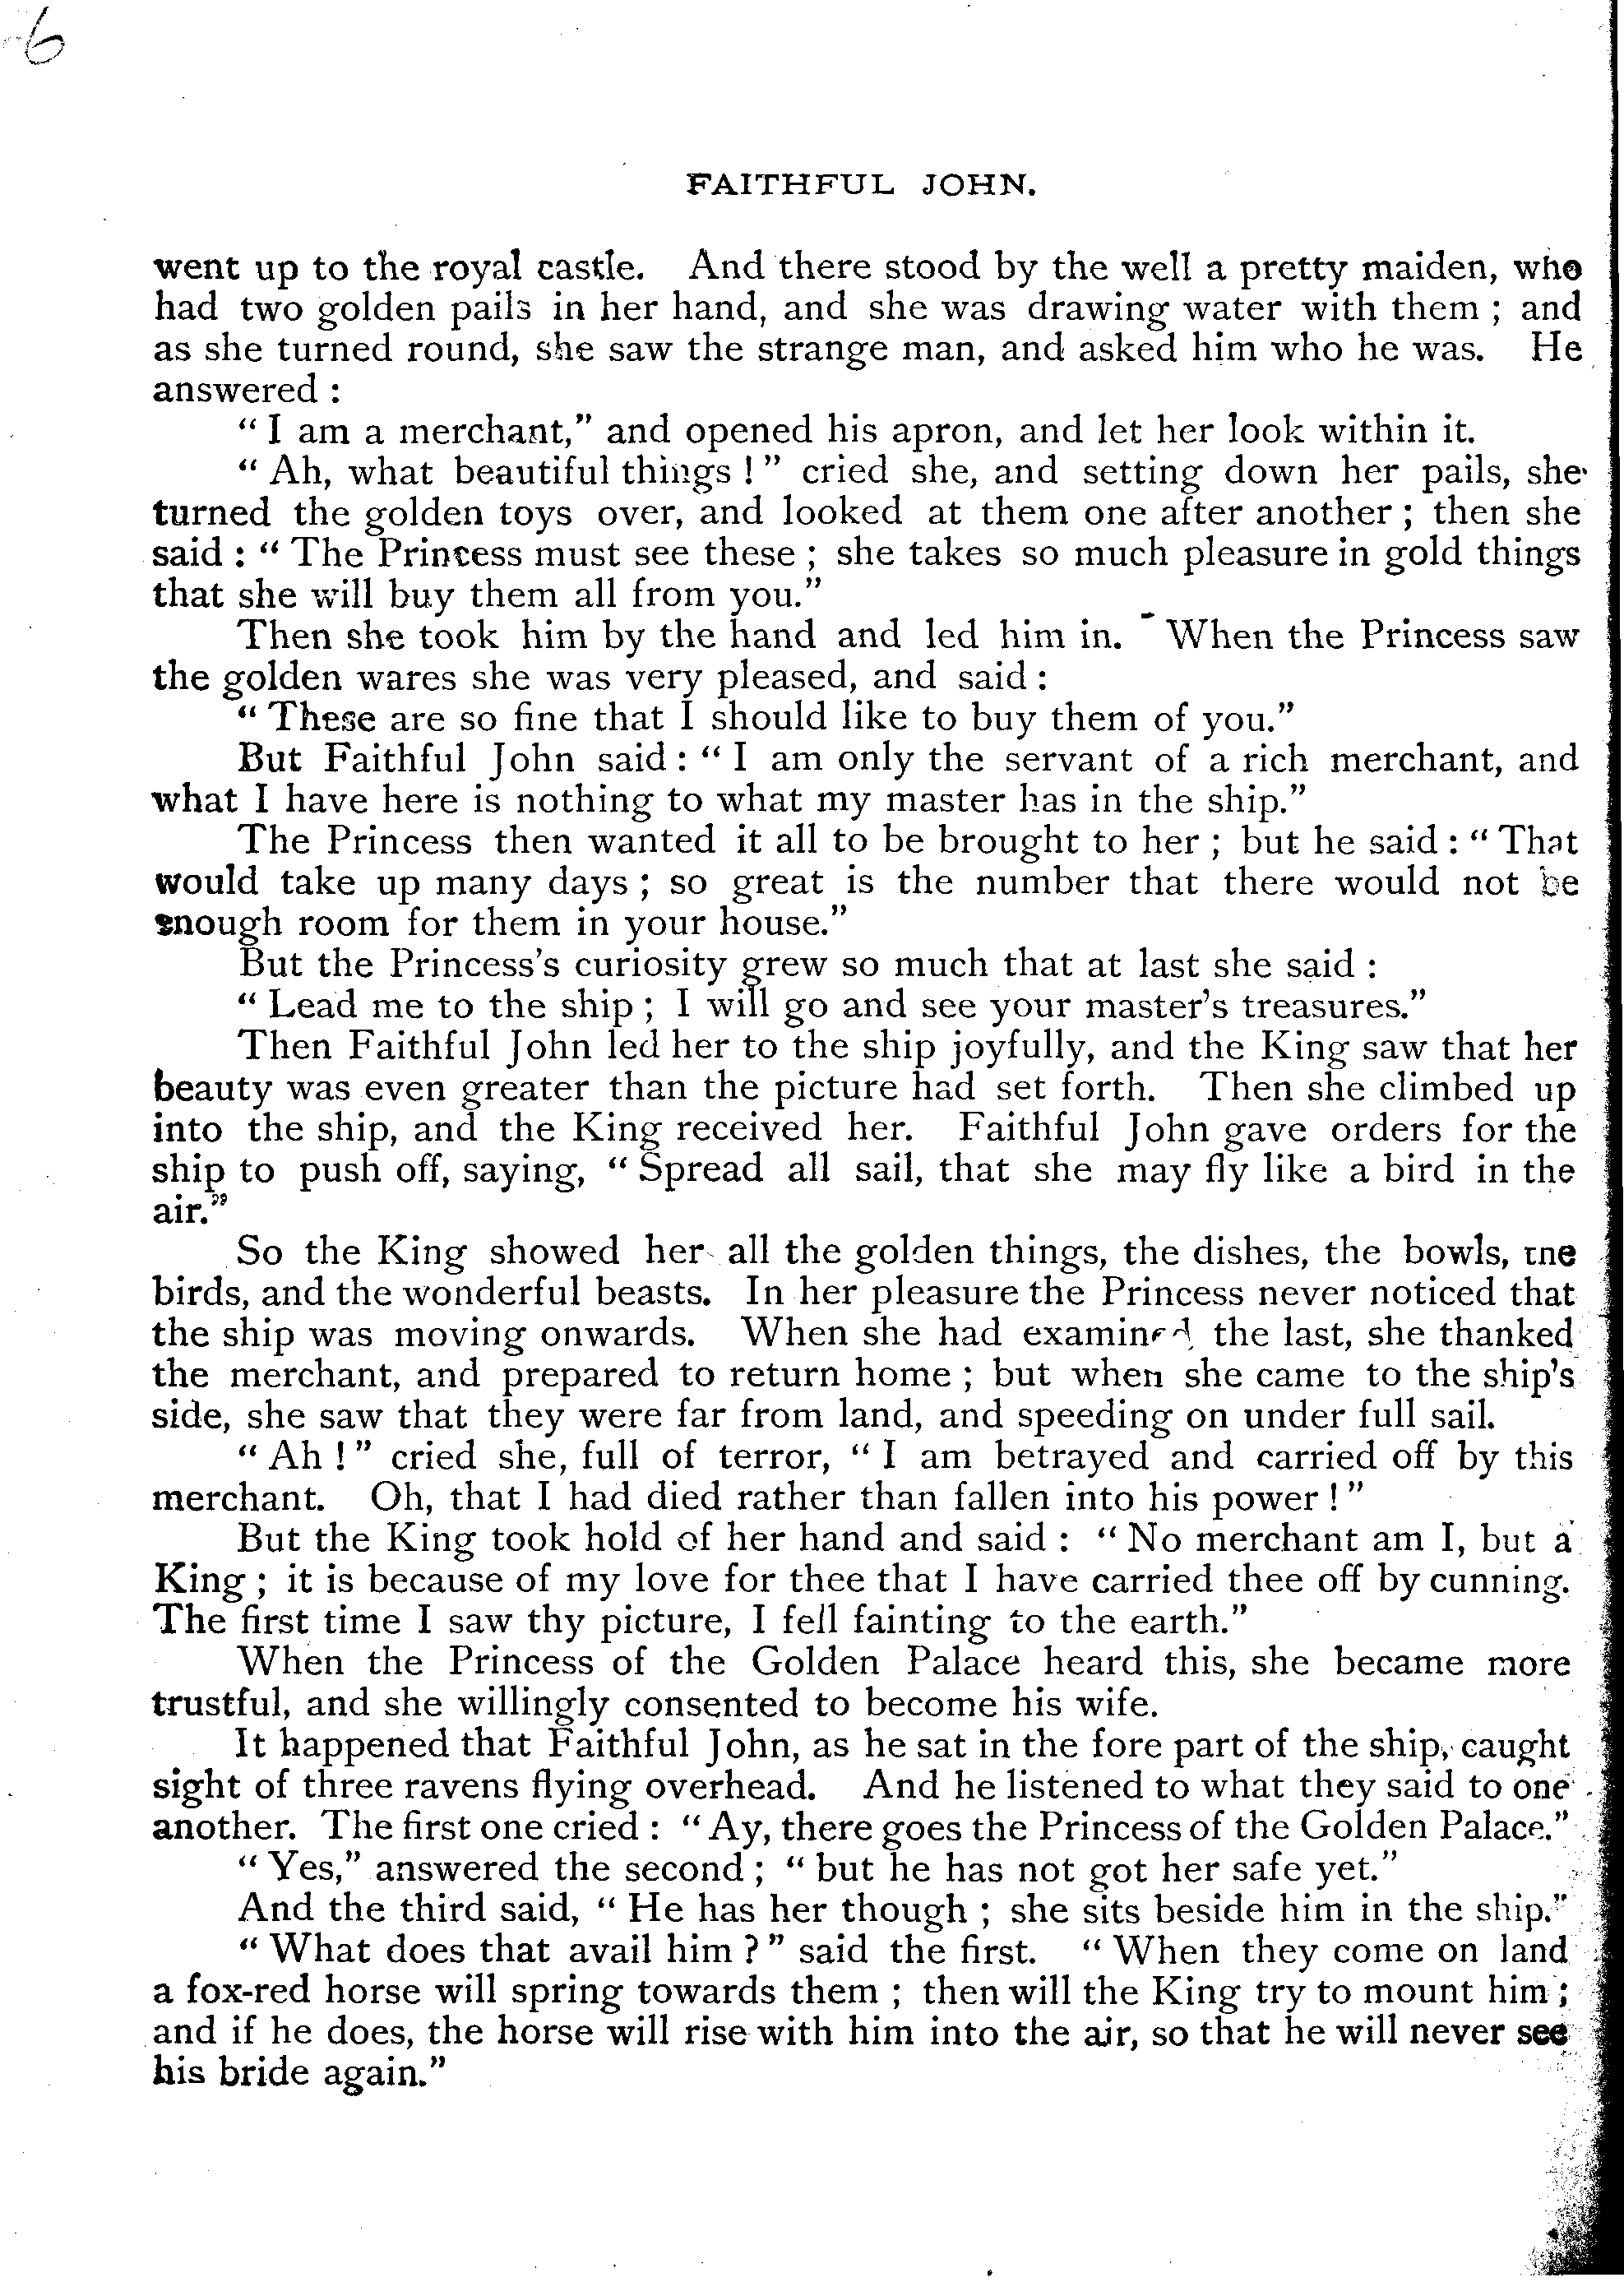 6
FAITHFUL JOHN.
went up to the royal castle. And there stood by the well a pretty maiden, who
had two golden pails in her hand, and she was drawing water with them ; and
as she turned round, she saw the strange man, and asked him who he was. He
answered :
“ I am a merchant,” and opened his apron, and let her look within it.
“ Ah, what beautiful things ! ” cried she, and setting down her pails, she
turned the golden toys over, and looked at them one after another ; then she
said : “ The Princess must see these ; she takes so much pleasure in gold things
that she will buy them all from you.”
Then she took him by the hand and led him in. When the Princess saw
the golden wares she was very pleased, and said :
“ These are so fine that I should like to buy them of you.”
But Faithful John said : “ I am only the servant of a rich merchant, and
what I have here is nothing to what my master has in the ship.”
The Princess then wanted it all to be brought to her ; but he said : “ That
would take up many days ; so great is the number that there would not be
enough room for them in your house.”
But the Princess's curiosity grew so much that at last she said :
“ Lead me to the ship ; I will go and see your master's treasures.”
Then Faithful John led her to the ship joyfully, and the King saw that her
beauty was even greater than the picture had set forth. Then she climbed up
into the ship, and the King received her. Faithful John gave orders for the
ship to push off, saying, “ Spread all sail, that she may fly like a bird in the
air.”
So the King showed her all the golden things, the dishes, the bowls, the
birds, and the wonderful beasts. In her pleasure the Princess never noticed that
the ship was moving onwards. When she had examined the last, she thanked
the merchant, and prepared to return home ; but when she came to the ship's
side, she saw that they were far from land, and speeding on under full sail.
“ Ah ! ” cried she, full of terror, “ I am betrayed and carried off by this
merchant. Oh, that I had died rather than fallen into his power ! ”
But the King took hold of her hand and said : “ No merchant am I, but a
King ; it is because of my love for thee that I have carried thee off by cunning.
The first time I saw thy picture, I fell fainting to the earth.”
When the Princess of the Golden Palace heard this, she became more
trustful, and she willingly consented to become his wife.
It happened that Faithful John, as he sat in the fore part of the ship, caught
sight of three ravens flying overhead. And he listened to what they said to one
another. The first one cried : “ Ay, there goes the Princess of the Golden Palace.”
“ Yes,” answered the second ; “ but he has not got her safe yet.”
And the third said, “ He has her though ; she sits beside him in the ship.”
“ What does that avail him ? ” said the first. “ When they come on land
a fox-red horse will spring towards them ; then will the King try to mount him ;
and if he does, the horse will rise with him into the air, so that he will never see
his bride again.”